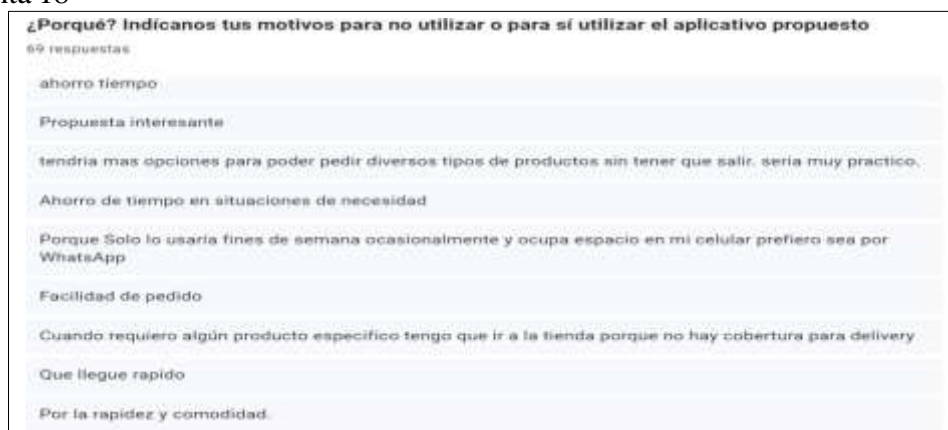 ¿Porqué? Indícanos tus motivos para no utilizar o para sí utilizar el aplicativo propuesto
69 respuestas
ahorro tiempo
Propuesta interesante
tendria mas opciones para poder pedir diversos tipos de productos sin tener que salir. seria muy practico.
Ahorro de tiempo en situaciones de necesidad
Porque Solo lo usaría fines de semana ocasionalmente y ocupa espacio en mi celular prefiero sea por
WhatsApp
Facilidad de pedido
Cuando requiero algún producto especifico tengo que ir a la tienda porque no hay cobertura para delivery
Que llegue rapido
Por la rapidez y comodidad.